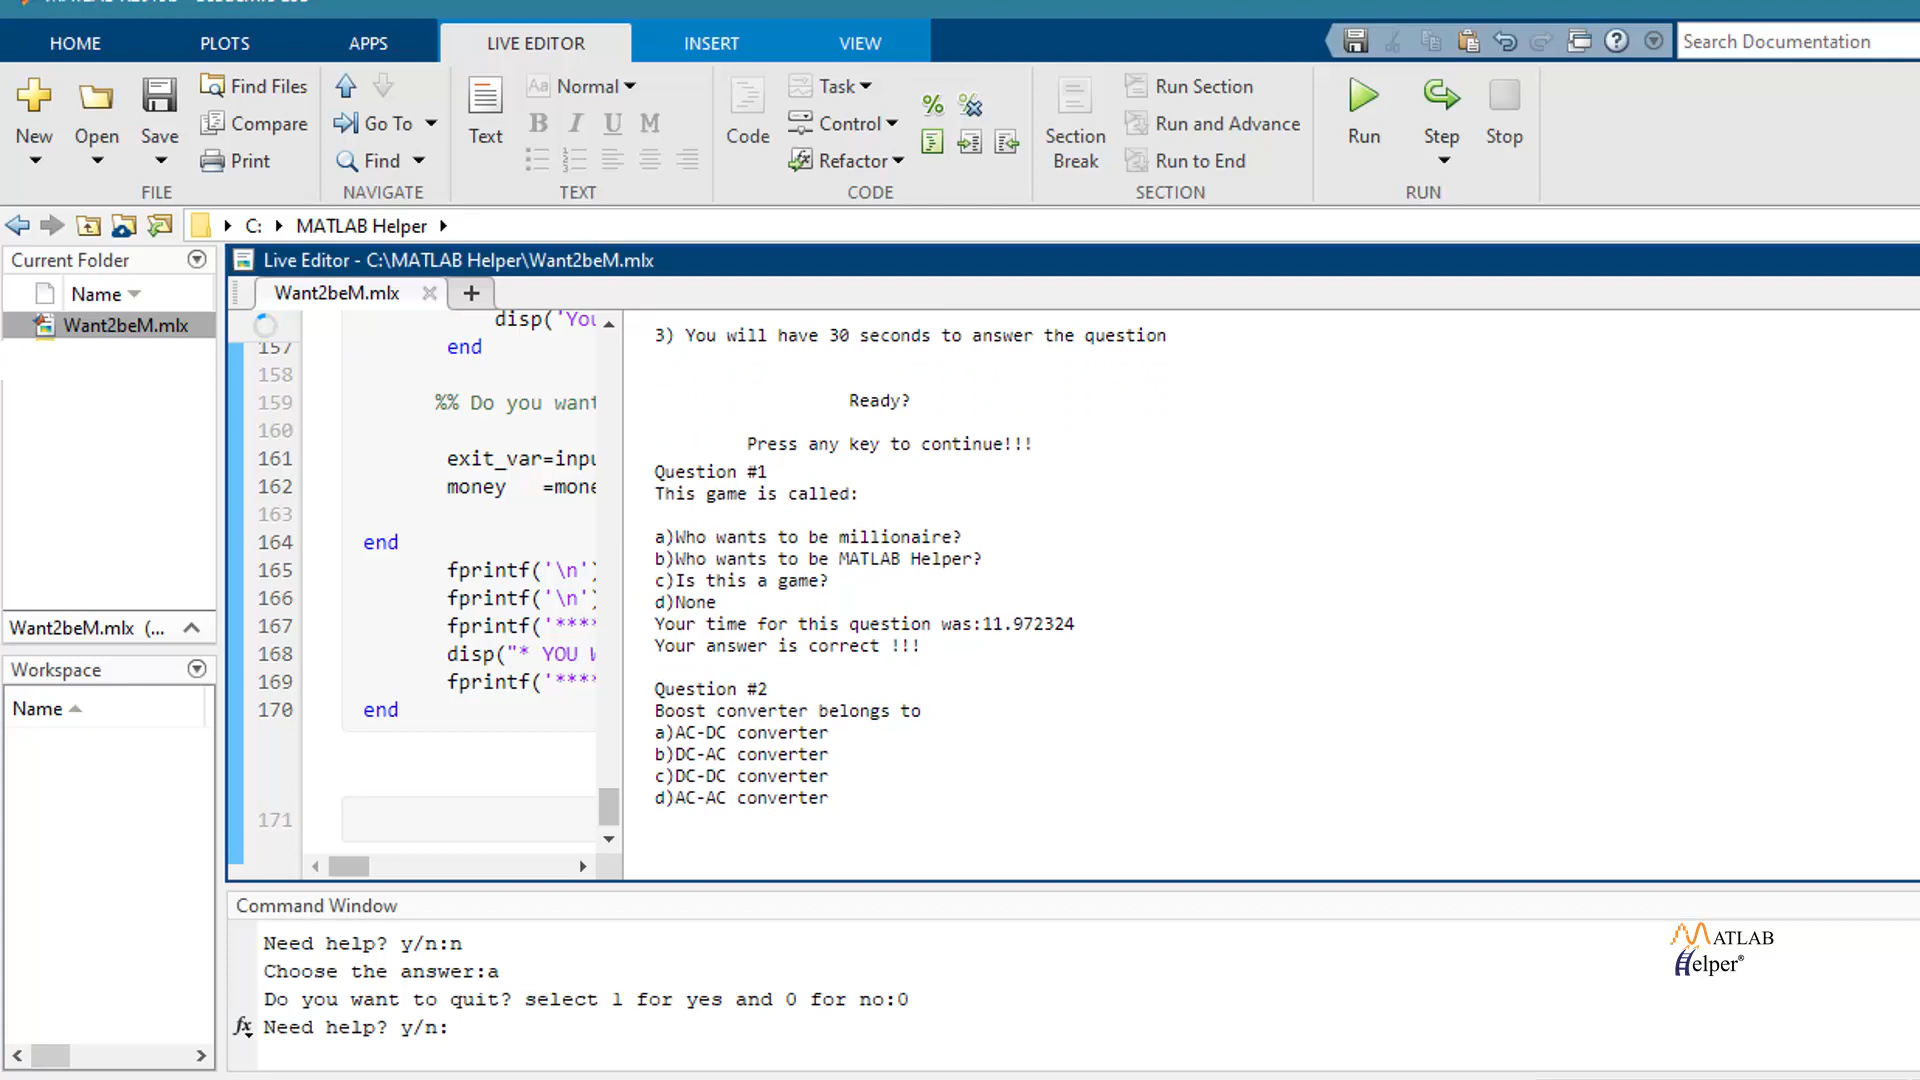 HOME PLOTS APPS LIVE EDITOR INSERT VIEW Search Documentation
New Open Save Find Files Compare Print FILE
Go To Find NAVIGATE
Text Aa Normal B I U M TEXT
Code Task Control Refactor CODE
Section Break Run Section Run and Advance Run to End SECTION
Run Step Stop RUN
C: MATLAB Helper
Current Folder
Name
Want2beM.mlx
Want2beM.mlx (...
Workspace
Name
Live Editor - C:\MATLAB Helper\Want2beM.mlx
Want2beM.mlx
disp('You
157 end
158
159 %% Do you want
160
161 exit_var=inpu
162 money =mone
163
164 end
165 fprintf('\n')
166 fprintf('\n')
167 fprintf('****
168 disp("* YOU W
169 fprintf('****
170 end
171
3) You will have 30 seconds to answer the question
Ready?
Press any key to continue!!!
Question #1
This game is called:
a)Who wants to be millionaire?
b)Who wants to be MATLAB Helper?
c)Is this a game?
d)None
Your time for this question was:11.972324
Your answer is correct !!!
Question #2
Boost converter belongs to
a)AC-DC converter
b)DC-AC converter
c)DC-DC converter
d)AC-AC converter
Command Window
Need help? y/n:n
Choose the answer:a
Do you want to quit? select 1 for yes and 0 for no:0
fx Need help? y/n:
MATLAB
Helper®